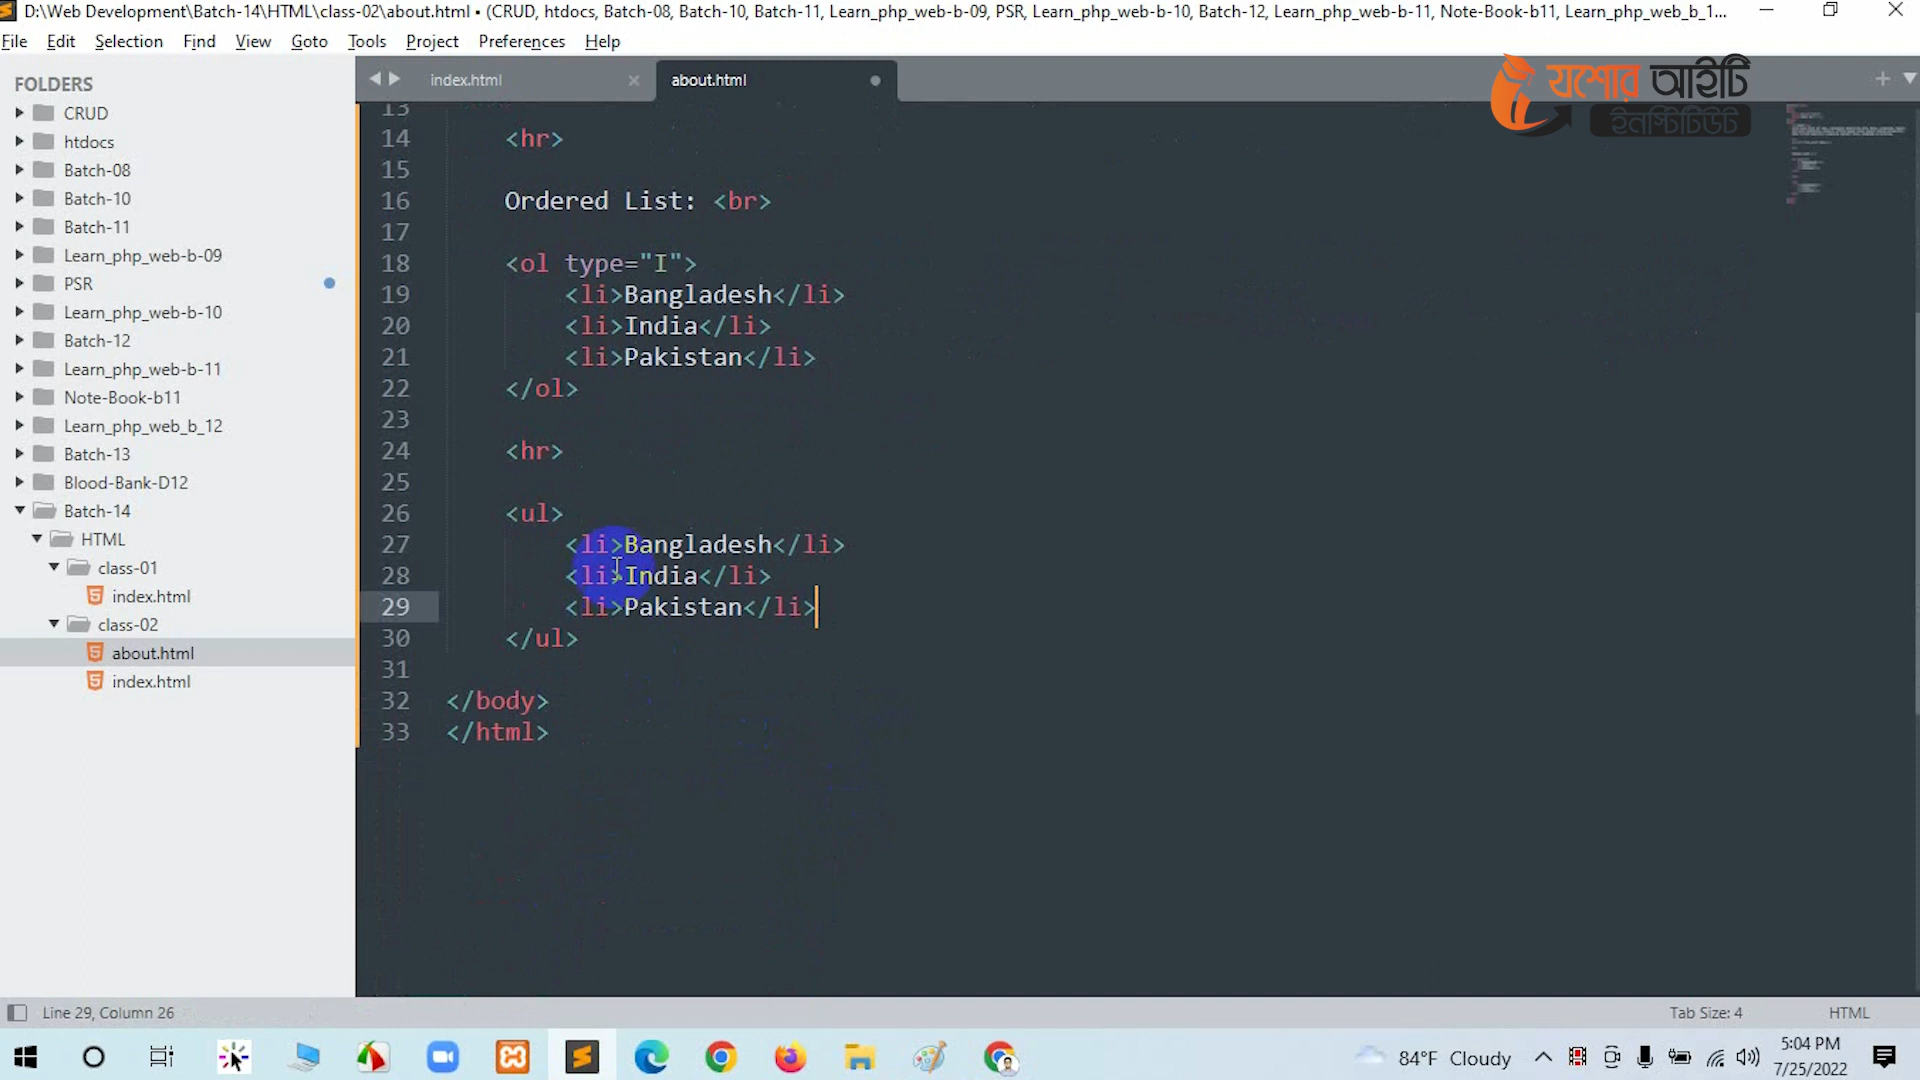 D:\Web Development\Batch-14\HTML\class-02\about.html • (CRUD, htdocs, Batch-08, Batch-10, Batch-11, Learn_php_web-b-09, PSR, Learn_php_web-b-10, Batch-12, Learn_php_web-b-11, Note-Book-b11, Learn_php_web_b_1...
File Edit Selection Find View Goto Tools Project Preferences Help
FOLDERS
CRUD
htdocs
Batch-08
Batch-10
Batch-11
Learn_php_web-b-09
PSR
Learn_php_web-b-10
Batch-12
Learn_php_web-b-11
Note-Book-b11
Learn_php_web_b_12
Batch-13
Blood-Bank-D12
Batch-14
HTML
class-01
index.html
class-02
about.html
index.html
index.html about.html
যশোর আইটি
ইনস্টিটিউট
13
14 <hr>
15
16 Ordered List: <br>
17
18 <ol type="I">
19 <li>Bangladesh</li>
20 <li>India</li>
21 <li>Pakistan</li>
22 </ol>
23
24 <hr>
25
26 <ul>
27 <li>Bangladesh</li>
28 <li>India</li>
29 <li>Pakistan</li>
30 </ul>
31
32 </body>
33 </html>
Line 29, Column 26 Tab Size: 4 HTML
84°F Cloudy
5:04 PM
7/25/2022